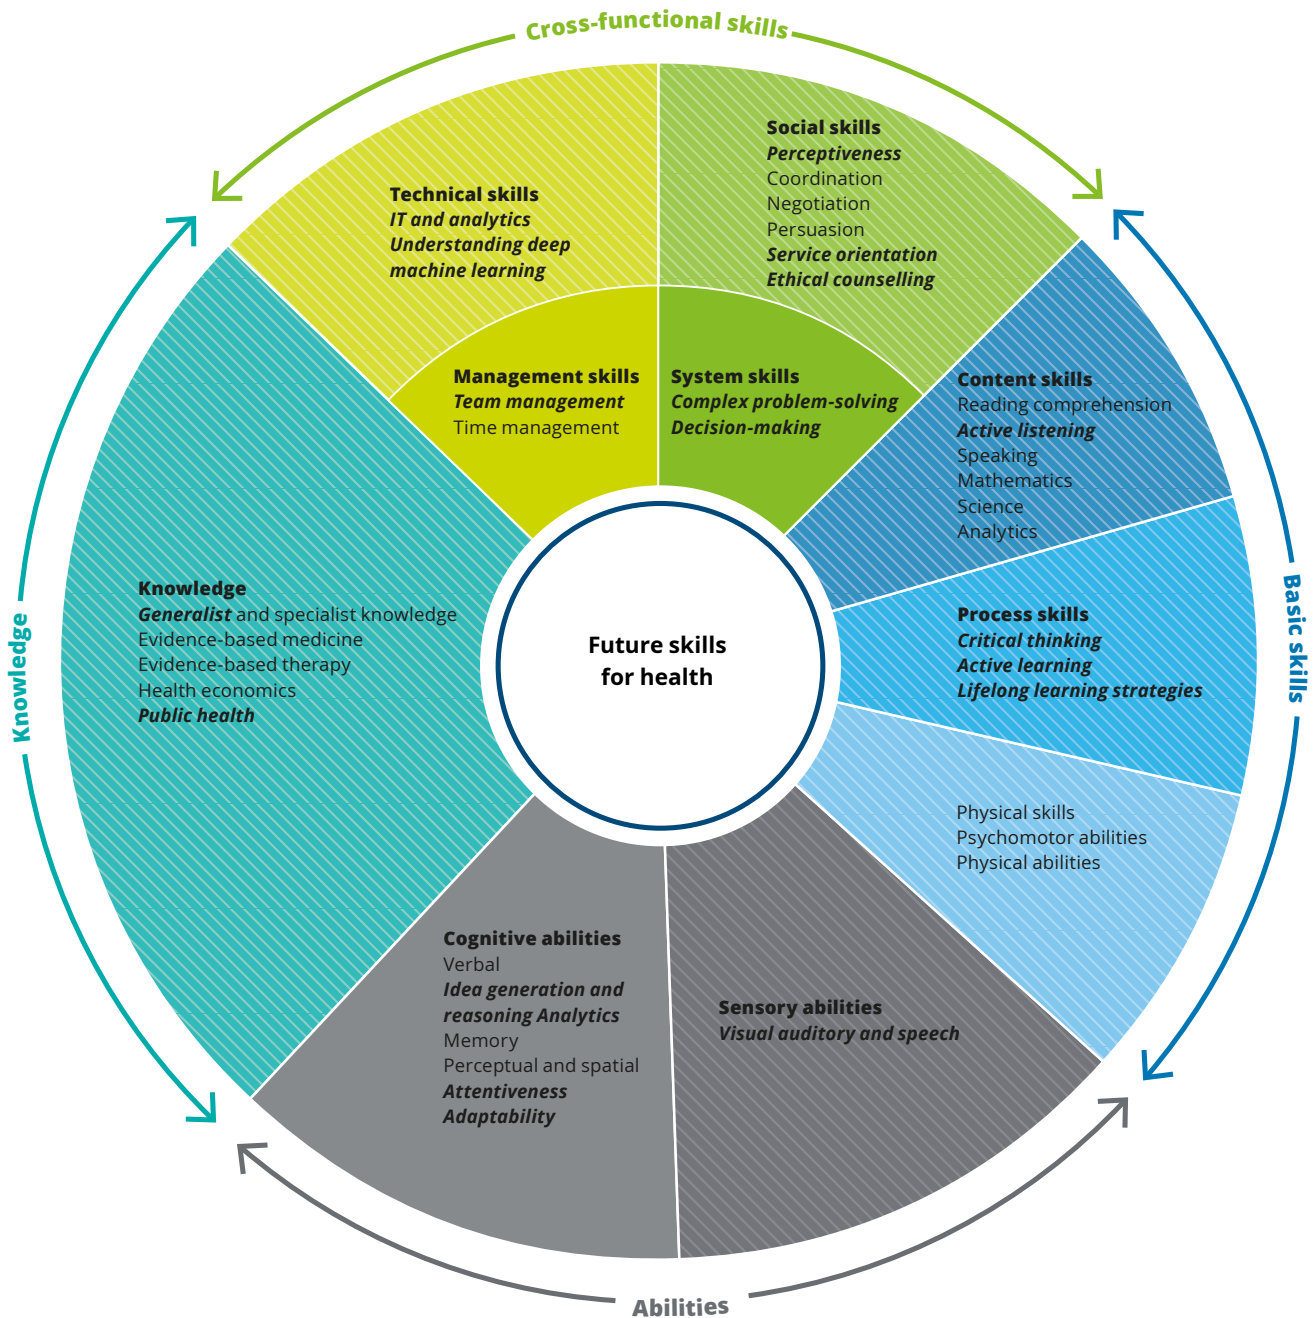 Cross-functional skills
Technical skills
IT and analytics
Understanding deep
machine learning
Social skills
Perceptiveness
Coordination
Negotiation
Persuasion
Service orientation
Ethical counselling
Management skills
Team management
Time management
System skills
Complex problem-solving
Decision-making
Content skills
Reading comprehension
Active listening
Speaking
Mathematics
Science
Analytics
Basic skills
Process skills
Critical thinking
Active learning
Lifelong learning strategies
Physical skills
Psychomotor abilities
Physical abilities
Future skills
for health
Knowledge
Knowledge
Generalist and specialist knowledge
Evidence-based medicine
Evidence-based therapy
Health economics
Public health
Cognitive abilities
Verbal
Idea generation and
reasoning Analytics
Memory
Perceptual and spatial
Attentiveness
Adaptability
Sensory abilities
Visual auditory and speech
Abilities